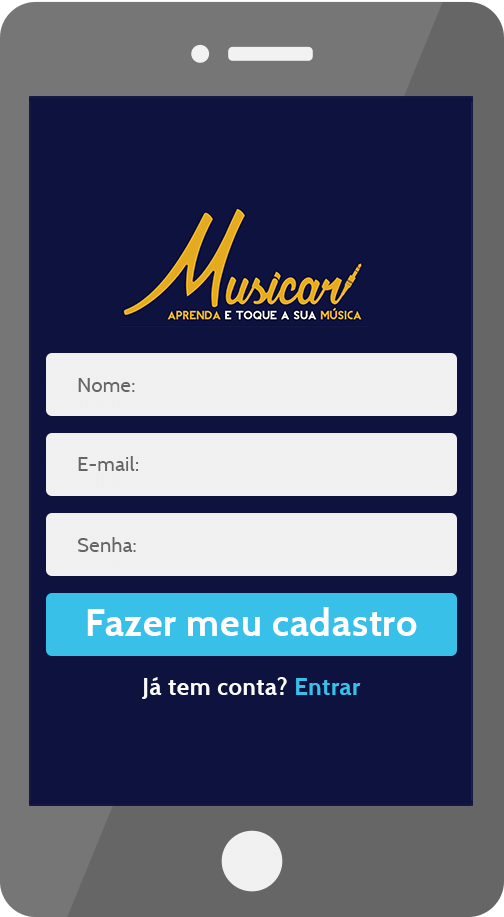 Musicar
APRENDA E TOQUE A SUA MÚSICA
Nome:
E-mail:
Senha:
Fazer meu cadastro
Já tem conta? Entrar